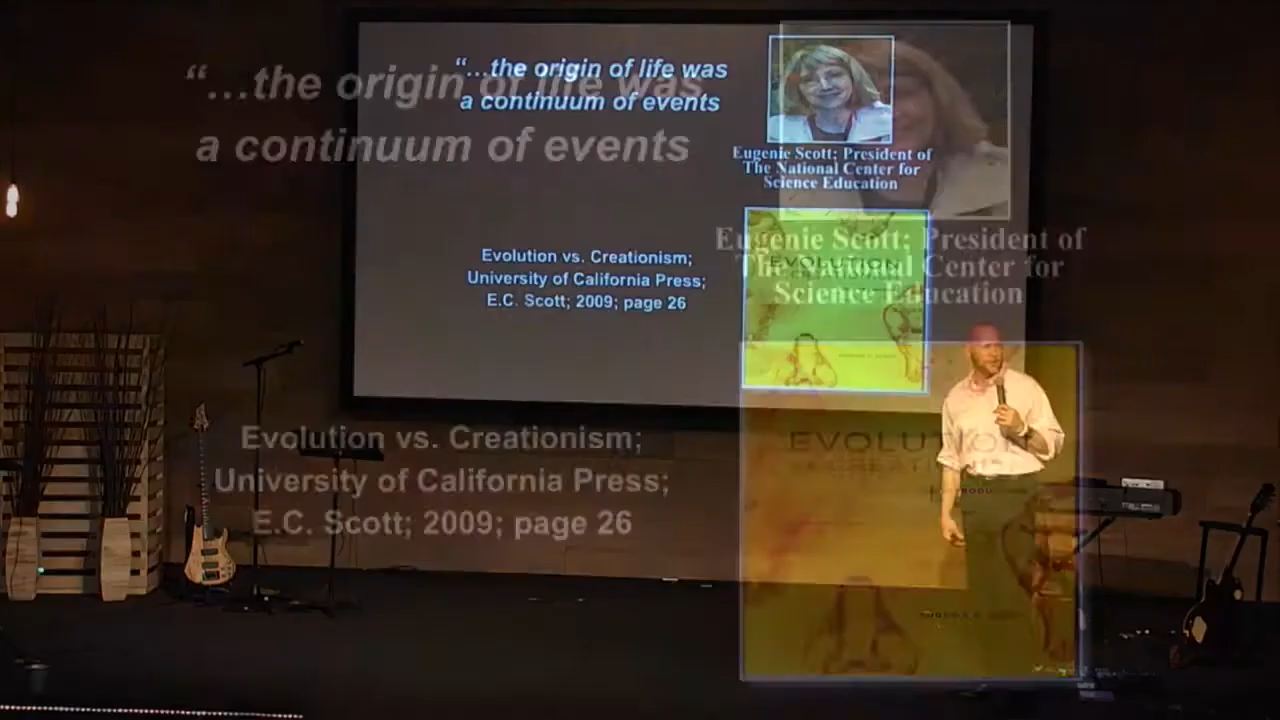 “...the origin of life was
a continuum of events
Eugenie Scott: President of
The National Center for
Science Education
Evolution vs. Creationism;
University of California Press;
E.C. Scott; 2009; page 26
EVOLUTION
“...the origin of life was
a continuum of events
Eugenie Scott: President of
The National Center for
Science Education
Evolution vs. Creationism;
University of California Press;
E.C. Scott; 2009; page 26
EVOLUTION